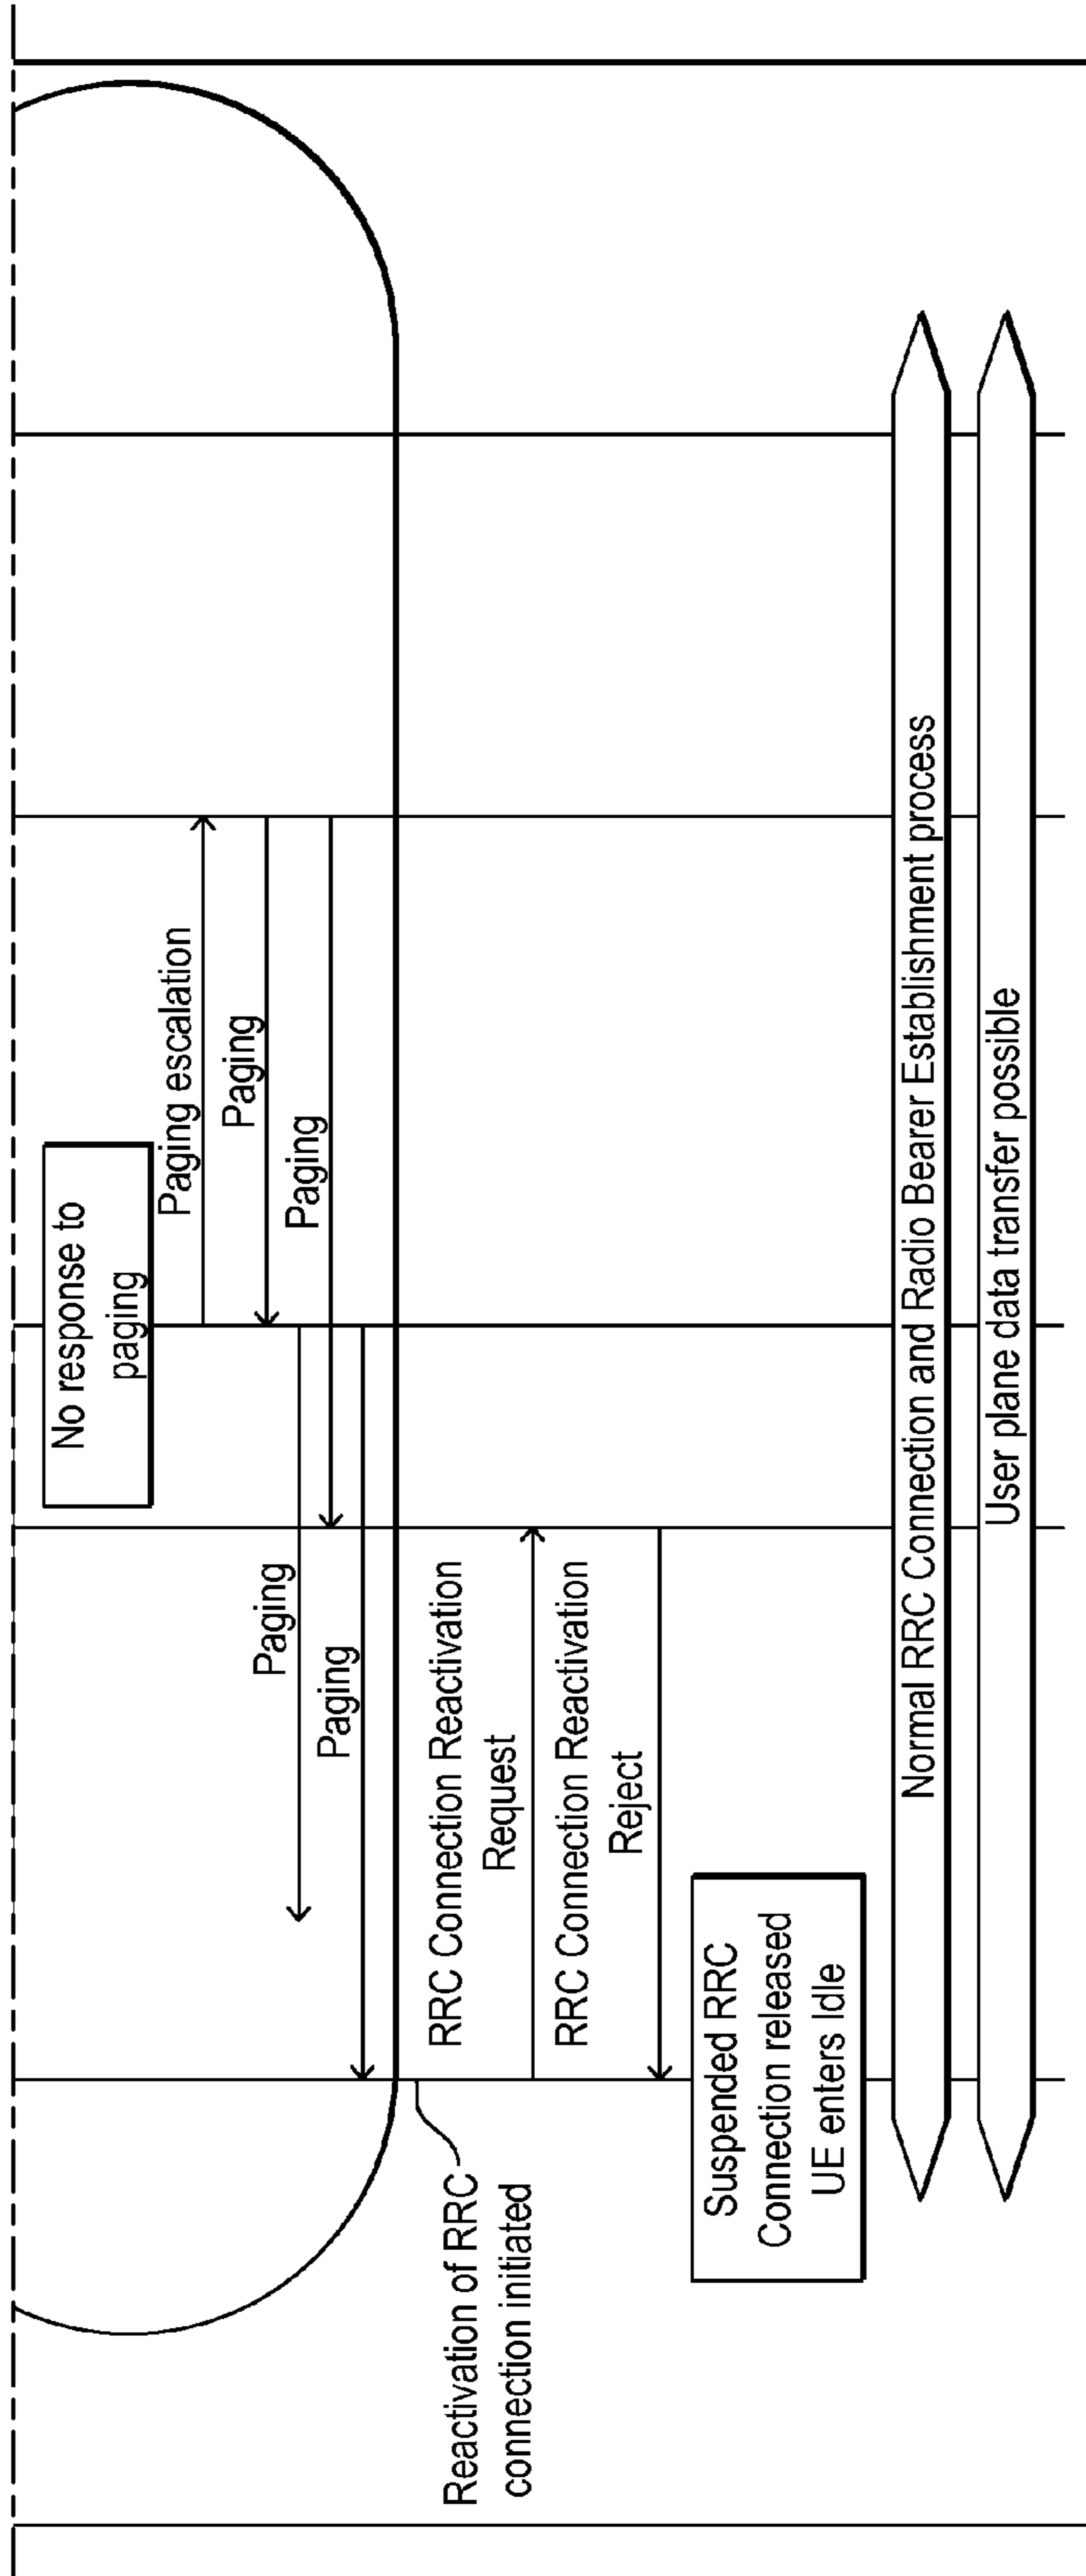 No response to
paging
Paging escalation
Paging
Paging
Paging
Paging
Reactivation of RRC
connection initiated
RRC Connection Reactivation
Request
RRC Connection Reactivation
Reject
Suspended RRC
Connection released
UE enters Idle
Normal RRC Connection and Radio Bearer Establishment process
User plane data transfer possible